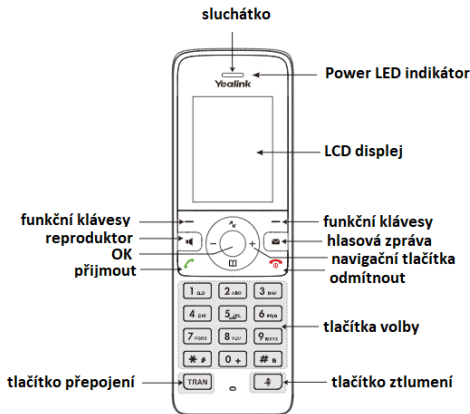 sluchátko
Power LED indikátor
Yealink
LCD displej
funkční klávesy
funkční klávesy
reproduktor
hlasová zpráva
OK
navigační tlačítka
přijmout
odmítnout
1
2 ABC
3 DEF
4 GHI
5 JKL
6 MNO
7 PQRS
8 TUV
9 WXYZ
tlačítka volby
* 
0 +
#
tlačítko přepojení
TRAN
tlačítko ztlumení